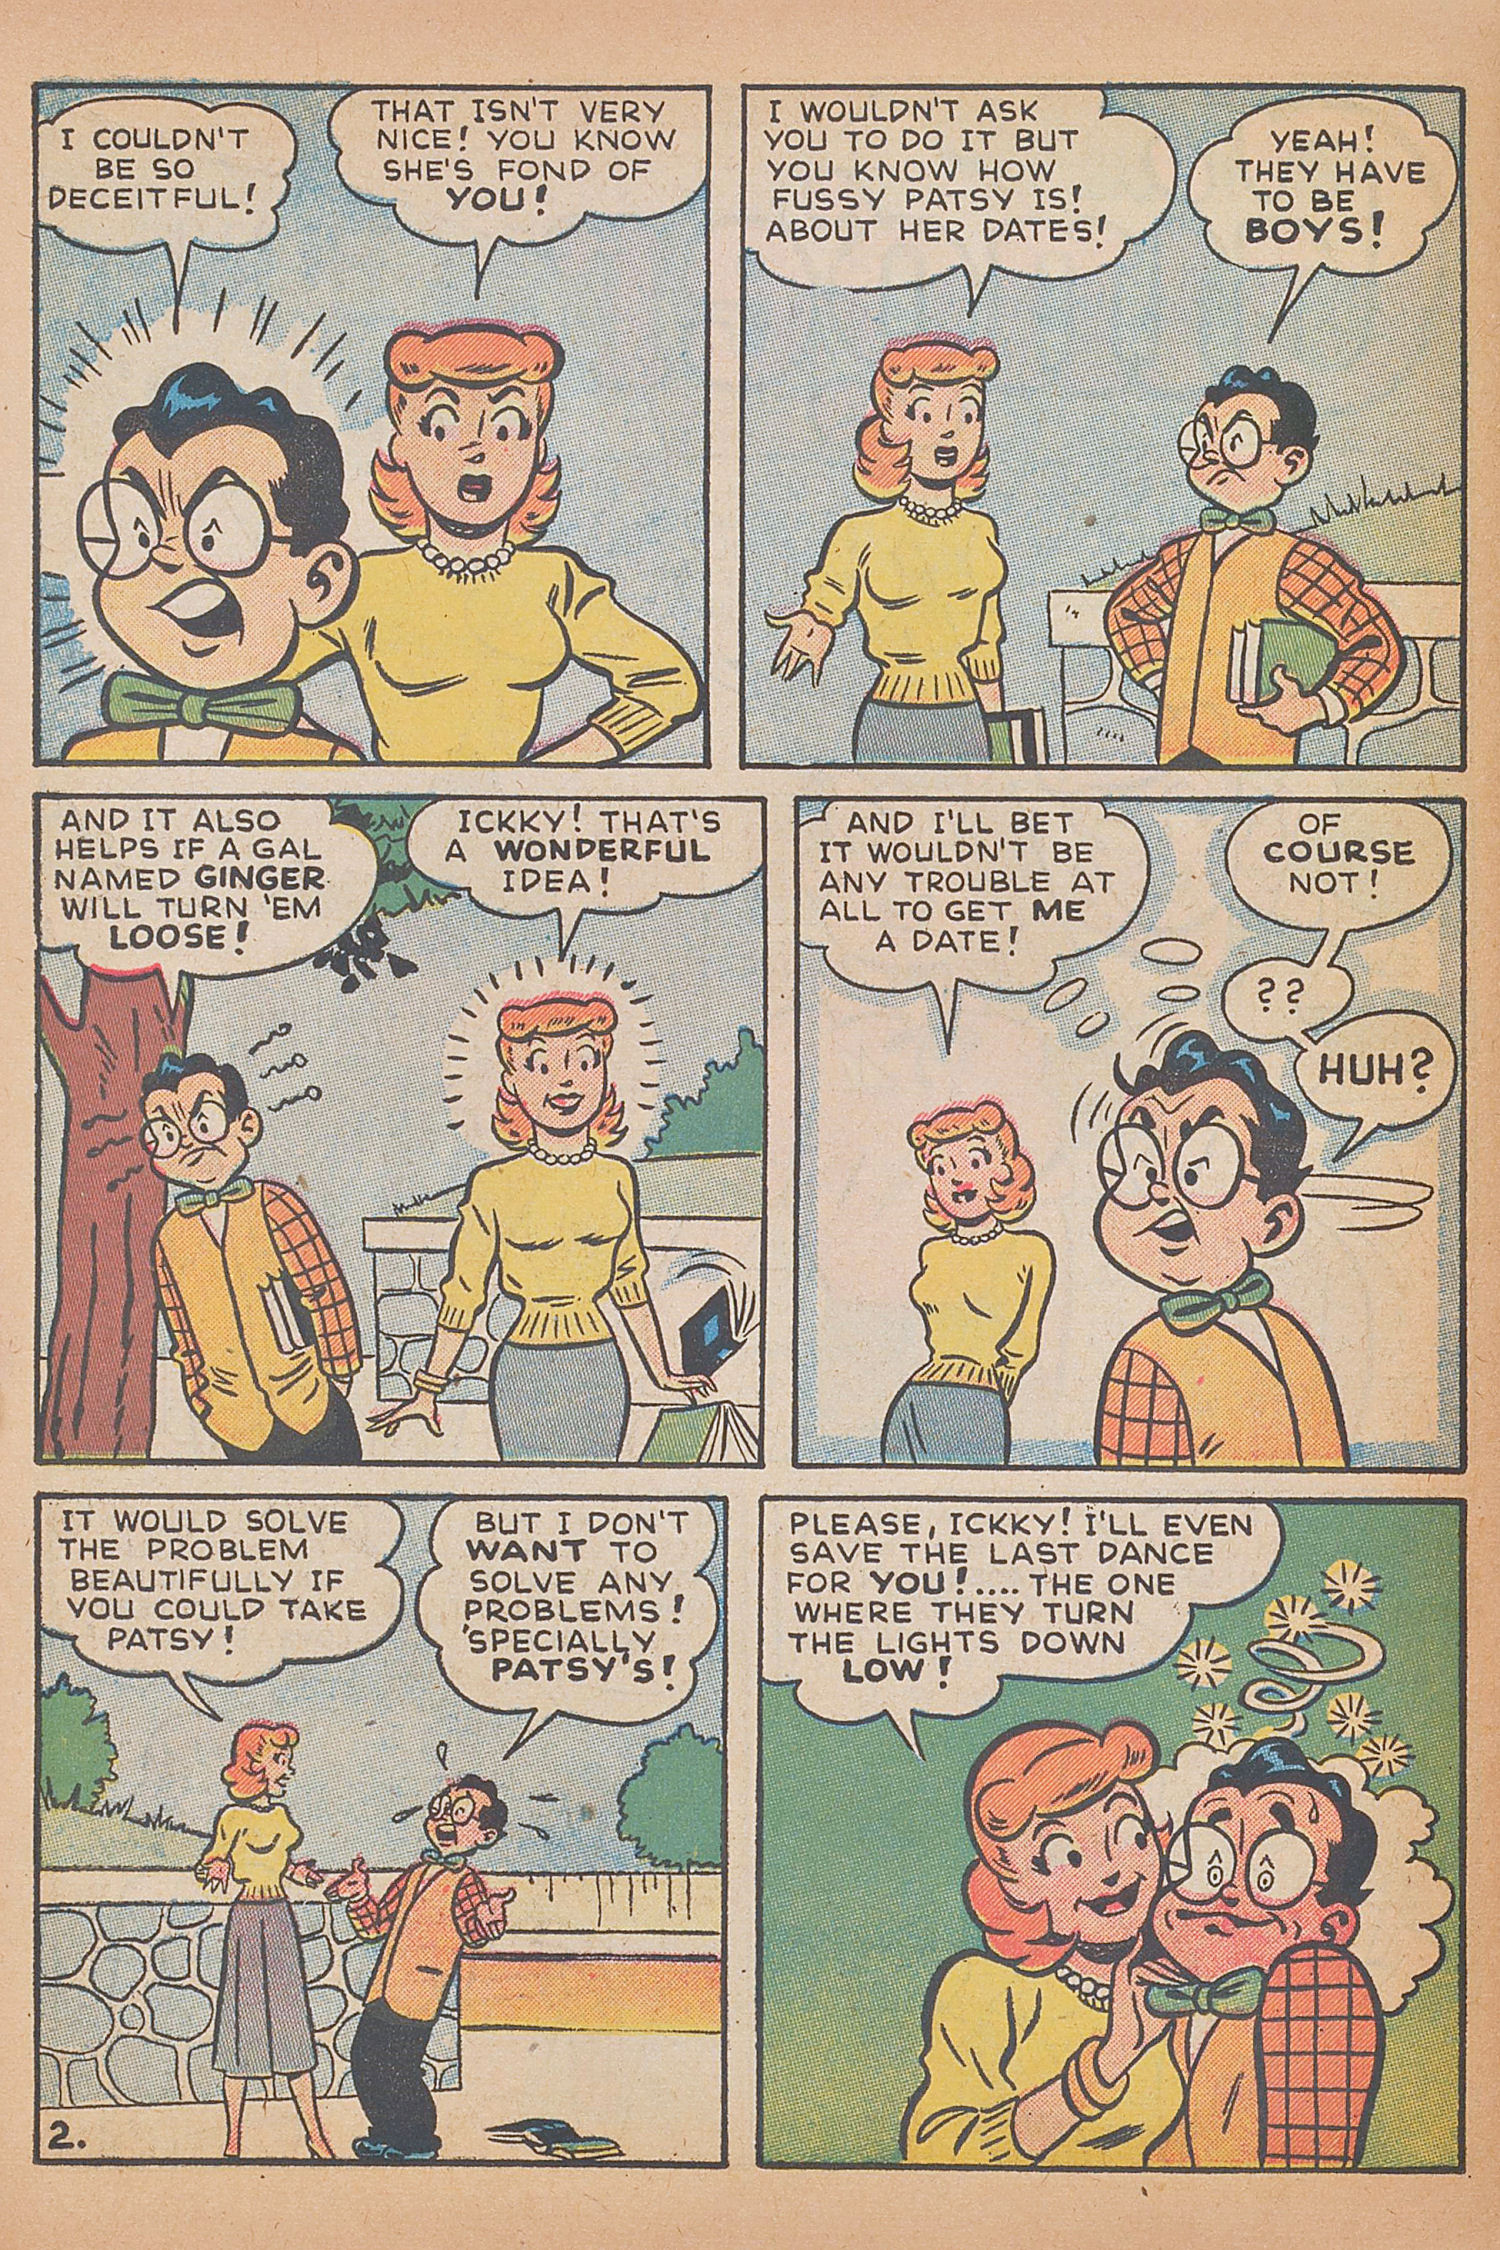 I COULDN'T
BE SO
DECEITFUL!
THAT ISN'T VERY
NICE! YOU KNOW
SHE'S FOND OF
YOU!
I WOULDN'T ASK
YOU TO DO IT BUT
YOU KNOW HOW
FUSSY PATSY IS!
ABOUT HER DATES!
YEAH!
THEY HAVE
TO BE
BOYS!
AND IT ALSO
HELPS IF A GAL
NAMED GINGER
WILL TURN 'EM
LOOSE!
ICKKY! THAT'S
A WONDERFUL
IDEA!
AND I'LL BET
IT WOULDN'T BE
ANY TROUBLE AT
ALL TO GET ME
A DATE!
OF
COURSE
NOT!
??
HUH?
IT WOULD SOLVE
THE PROBLEM
BEAUTIFULLY IF
YOU COULD TAKE
PATSY!
BUT I DON'T
WANT TO
SOLVE ANY
PROBLEMS!
'SPECIALLY
PATSY'S!
2.
PLEASE, ICKKY! I'LL EVEN
SAVE THE LAST DANCE
FOR YOU!.... THE ONE
WHERE THEY TURN
THE LIGHTS DOWN
LOW!